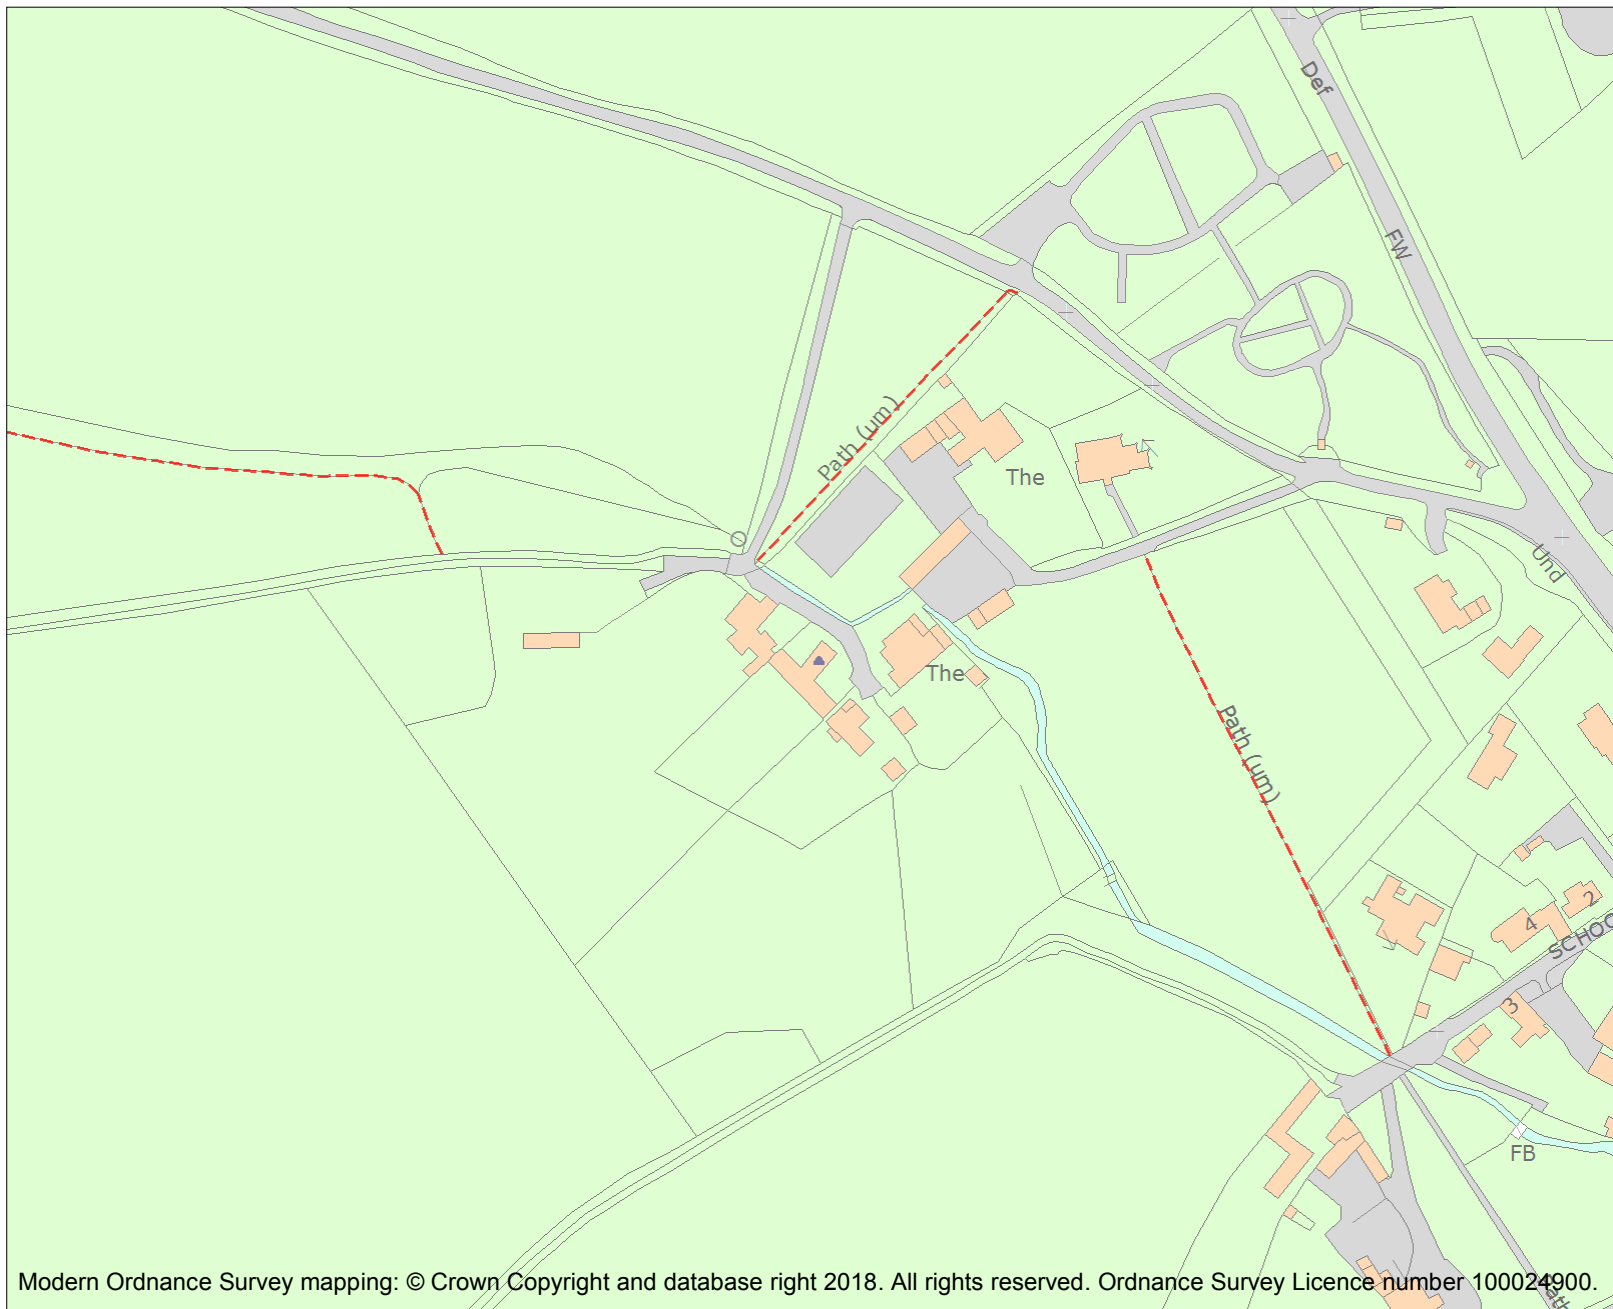 Def
FW
Path (um)
The
Und
The
Path (um)
2
4
SCHOO
3
FB
Path
Modern Ordnance Survey mapping: © Crown Copyright and database right 2018. All rights reserved. Ordnance Survey Licence number 100024900.